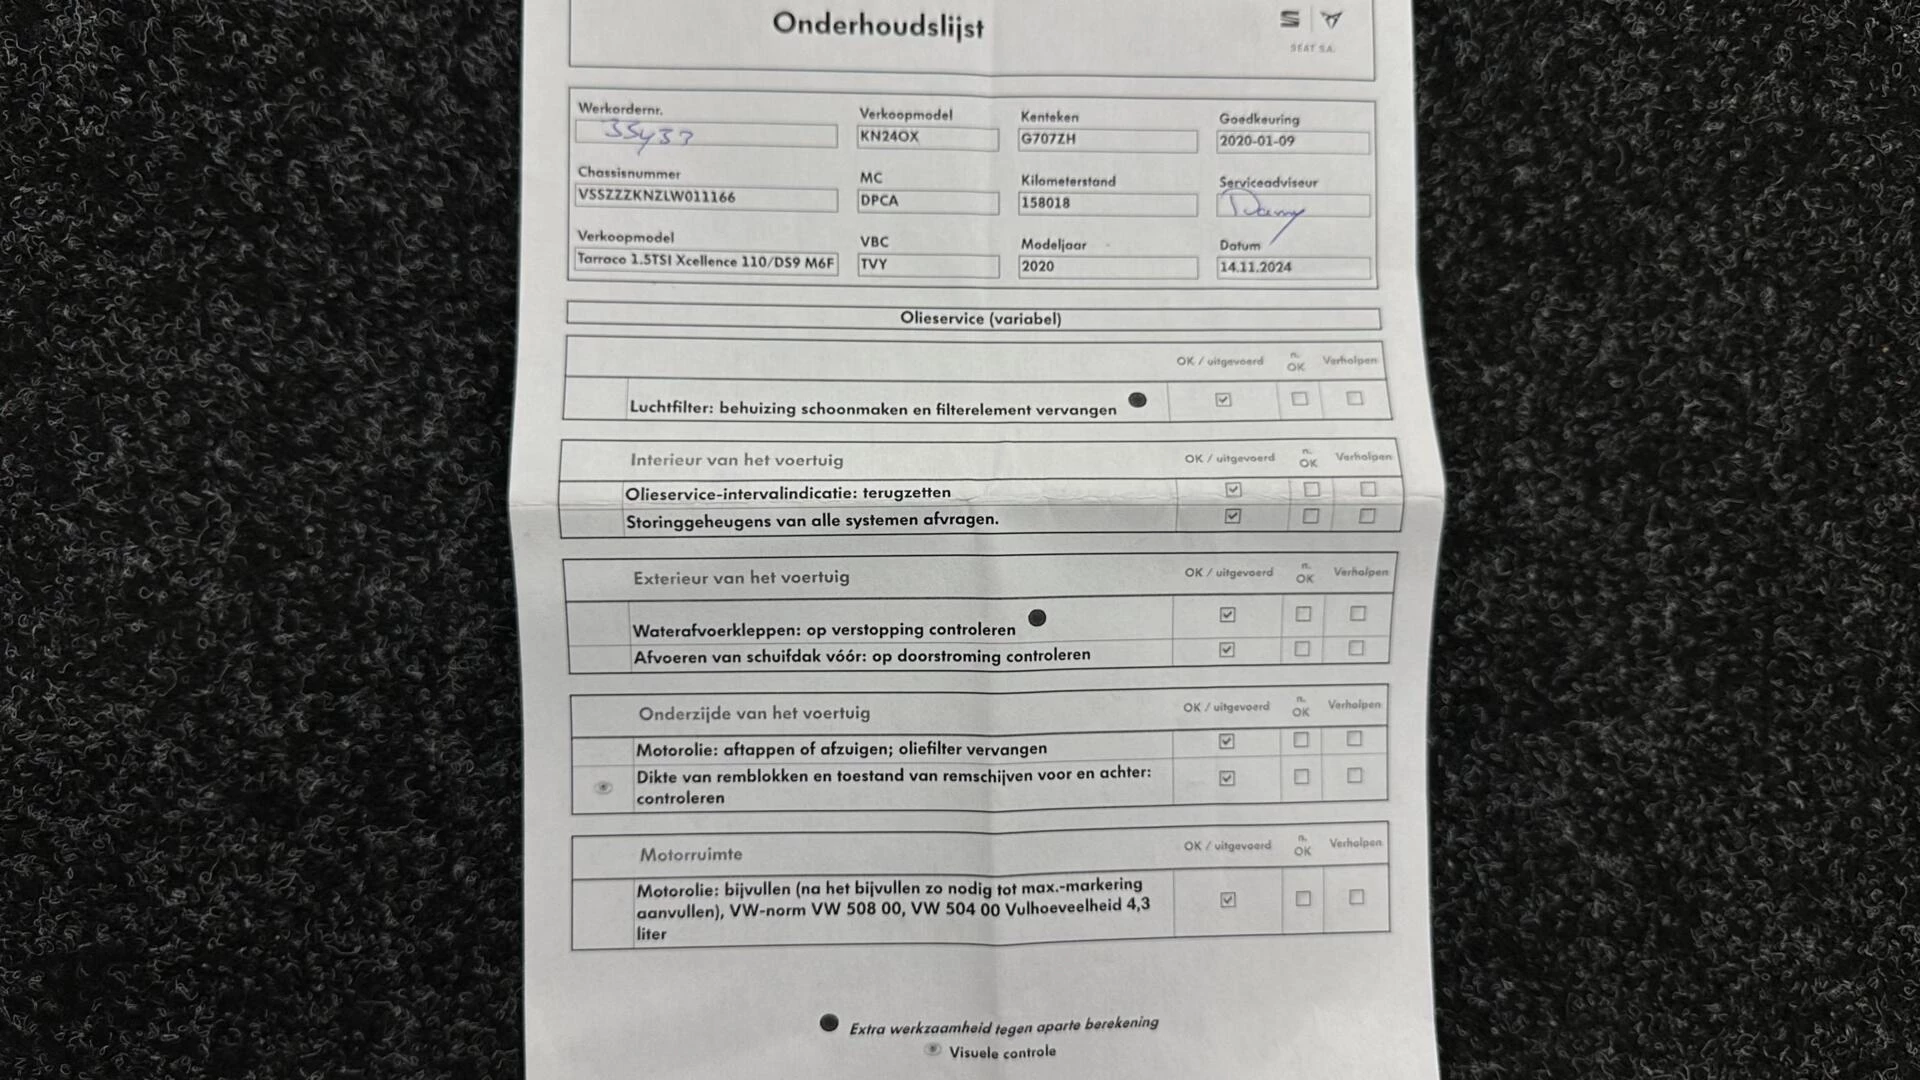 Onderhoudslijst
SEAT S.A.
Werkordernr. Verkoopmodel Kenteken Goedkeuring
35433 KN24OX G707ZH 2020-01-09
Chassisnummer MC Kilometerstand Serviceadviseur
VSSZZZKNZLW011166 DPCA 158018 Danny
Verkoopmodel VBC Modeljaar Datum
Tarraco 1.5TSI Xcellence 110/DS9 M6F TVY 2020 14.11.2024
Olieservice (variabel)
OK / uitgevoerd n. OK Verholpen
Luchtfilter: behuizing schoonmaken en filterelement vervangen
Interieur van het voertuig OK / uitgevoerd n. OK Verholpen
Olieservice-intervalindicatie: terugzetten
Storinggeheugens van alle systemen afvragen.
Exterieur van het voertuig OK / uitgevoerd n. OK Verholpen
Waterafvoerkleppen: op verstopping controleren
Afvoeren van schuifdak vóór: op doorstroming controleren
Onderzijde van het voertuig OK / uitgevoerd n. OK Verholpen
Motorolie: aftappen of afzuigen; oliefilter vervangen
Dikte van remblokken en toestand van remschijven voor en achter:
controleren
Motorruimte OK / uitgevoerd n. OK Verholpen
Motorolie: bijvullen (na het bijvullen zo nodig tot max.-markering
aanvullen), VW-norm VW 508 00, VW 504 00 Vulhoeveelheid 4,3
liter
Extra werkzaamheid tegen aparte berekening
Visuele controle